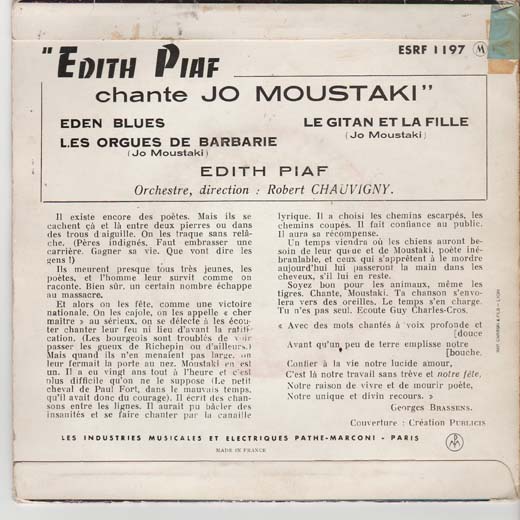 "EDITH PIAF
ESRF 1197 M
chante JO MOUSTAKI"
EDEN BLUES
LE GITAN ET LA FILLE
(Jo Moustaki)
LES ORGUES DE BARBARIE
(Jo Moustaki)
EDITH PIAF
Orchestre, direction : Robert CHAUVIGNY.
Il existe encore des poètes. Mais ils se
cachent çà et là entre deux pierres ou dans
des trous d'aiguille. On les traque sans relâ-
che. (Pères indignés. Faut embrasser une
carrière. Gagner sa vie. Que vont dire les
gens !)
Ils meurent presque tous très jeunes, les
poètes, et l'homme leur survit comme on
raconte. Bien sûr, un certain nombre échappe
au massacre.
Et alors on les fête, comme une victoire
nationale. On les cajole, on les appelle « cher
maître » au sérieux, on se délecte à les écou-
ter chanter leur feu ni lieu d'avant la ratifi-
cation. (Les bourgeois sont troublés de voir
passer les gueux de Richepin ou d'ailleurs.)
Mais quand ils n'en menaient pas large, on
leur fermait la porte au nez. Moustaki en est
un. Il a eu vingt ans tout à l'heure et c'est
plus difficile qu'on ne le suppose (Le petit
cheval de Paul Fort, dans le mauvais temps,
qu'il avait donc du courage). Il écrit des chan-
sons entre les lignes. Il aurait pu bâcler des
insanités et se faire chanter par la canaille
lyrique. Il a choisi les chemins escarpés, les
chemins coupés. Il fait confiance au public.
Il aura sa récompense.
Un temps viendra où les chiens auront be-
soin de leur queue et de Moustaki, poète iné-
branlable, et ceux qui s'apprêtent à le mordre
aujourd'hui lui passeront la main dans les
cheveux, s'il lui en reste.
Soyez bon pour les animaux, même les
tigres. Chante, Moustaki. Ta chanson s'envo-
lera vers des oreilles. Le temps s'en charge.
Tu n'es pas seul. Ecoute Guy Charles-Cros.
« Avec des mots chantés à voix profonde et
[douce
Avant qu'un peu de terre emplisse notre
[bouche,
Confier à la vie notre lucide amour,
C'est là notre travail sans trêve et notre fête,
Notre raison de vivre et de mourir poète,
Notre unique et divin recours. »
Georges BRASSENS.
Couverture : Création PUBLICIS
LES INDUSTRIES MUSICALES ET ELECTRIQUES PATHE-MARCONI - PARIS
MADE IN FRANCE